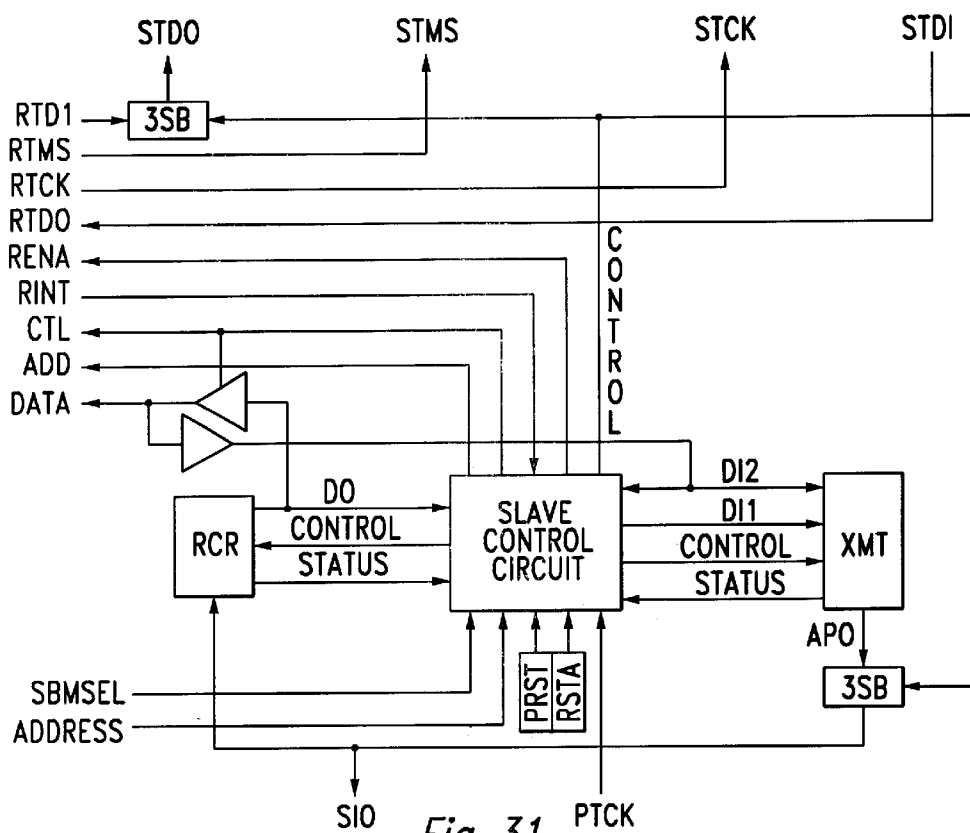 STDO
STMS
STCK
STDI
RTD1
3SB
RTMS
RTCK
RTDO
RENA
RINT
CTL
ADD
DATA
CONTROL
RCR
DO
CONTROL
STATUS
SLAVE
CONTROL
CIRCUIT
DI2
DI1
CONTROL
STATUS
XMT
APO
3SB
PRST
RSTA
SBMSEL
ADDRESS
SIO
PTCK
Fig. 31